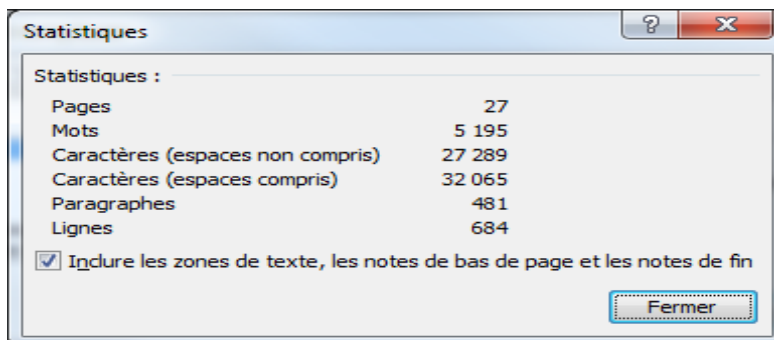 Statistiques
Statistiques :
Pages 27
Mots 5 195
Caractères (espaces non compris) 27 289
Caractères (espaces compris) 32 065
Paragraphes 481
Lignes 684
Inclure les zones de texte, les notes de bas de page et les notes de fin
Fermer